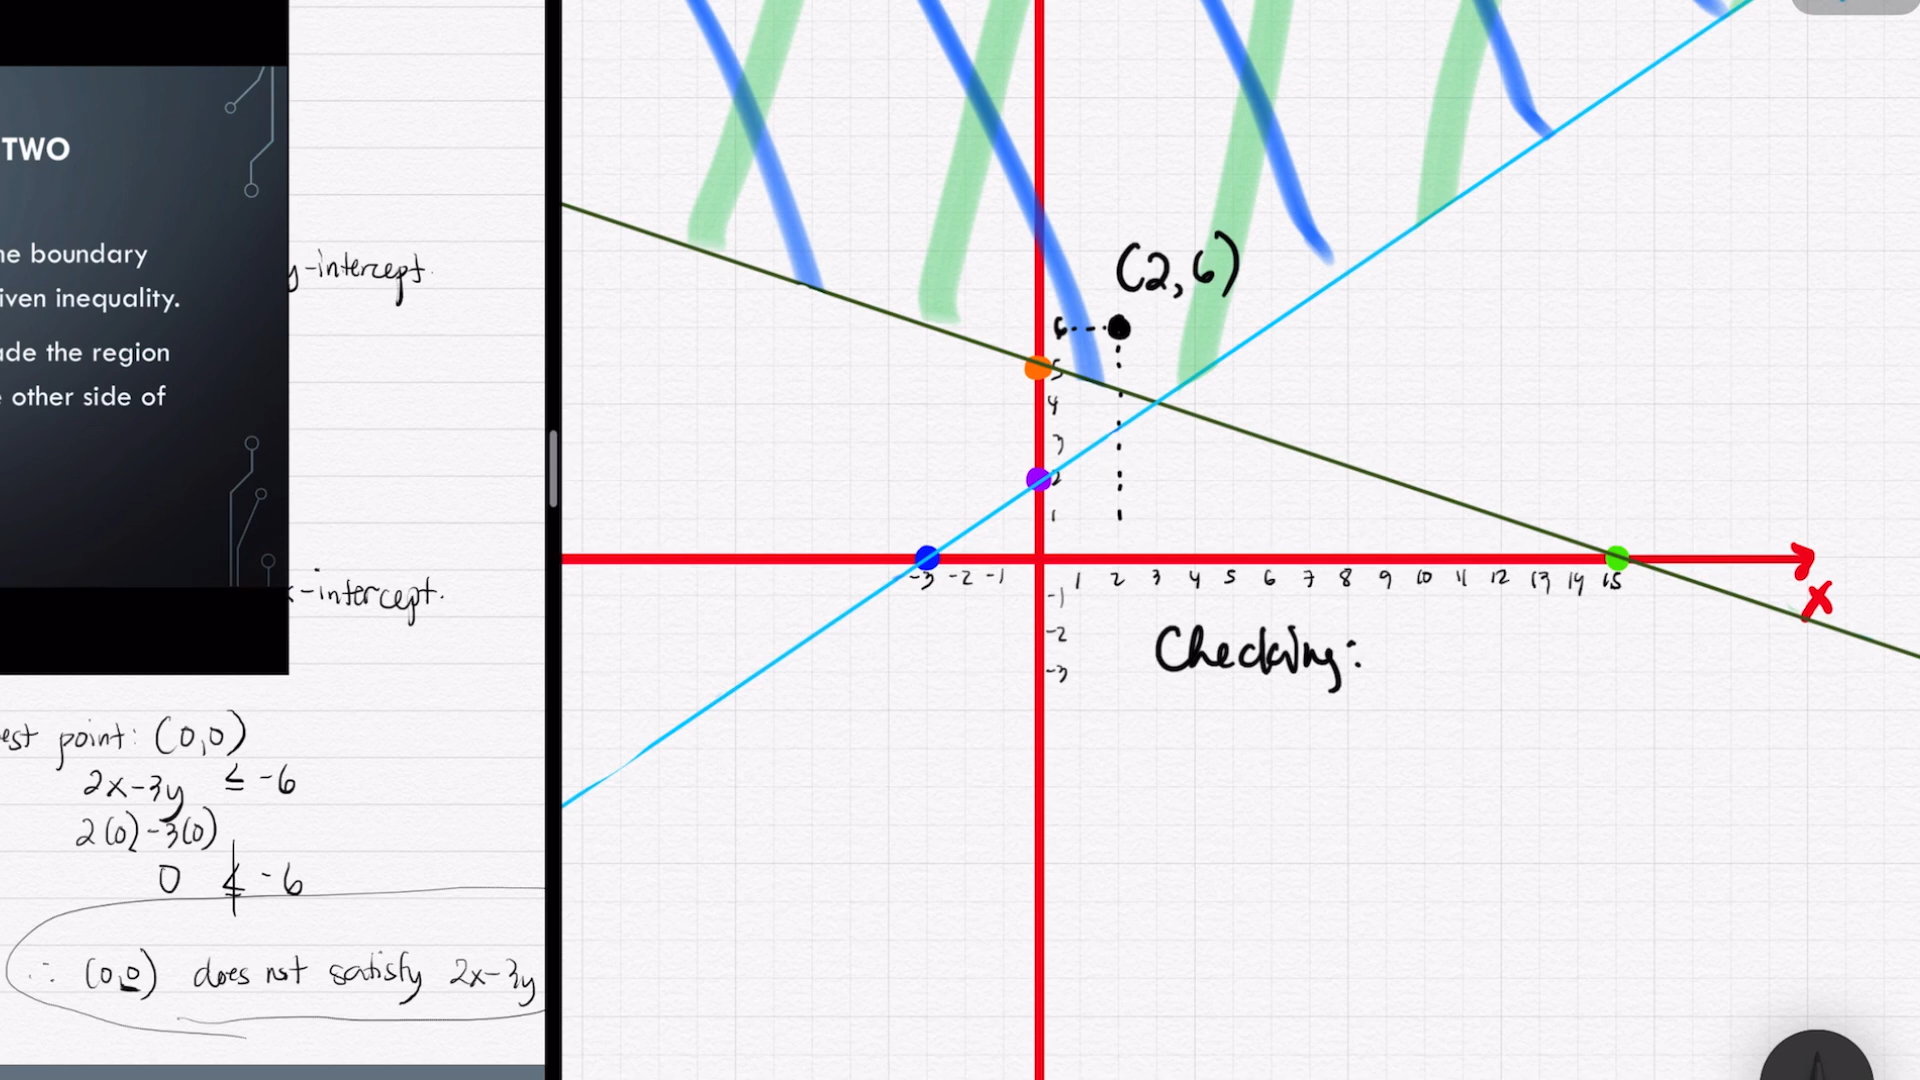 TWO
he boundary
iven inequality.
ade the region
e other side of
y-intercept.
x-intercept.
est point: (0,0)
2x-3y ≤ -6
2(0)-3(0)
0 ≰ -6
∴ (0,0) does not satisfy 2x-3y
(2,6)
6
5
4
3
2
1
-3 -2 -1 1 2 3 4 5 6 7 8 9 10 11 12 13 14 15
x
-1
-2
-3
Checking: